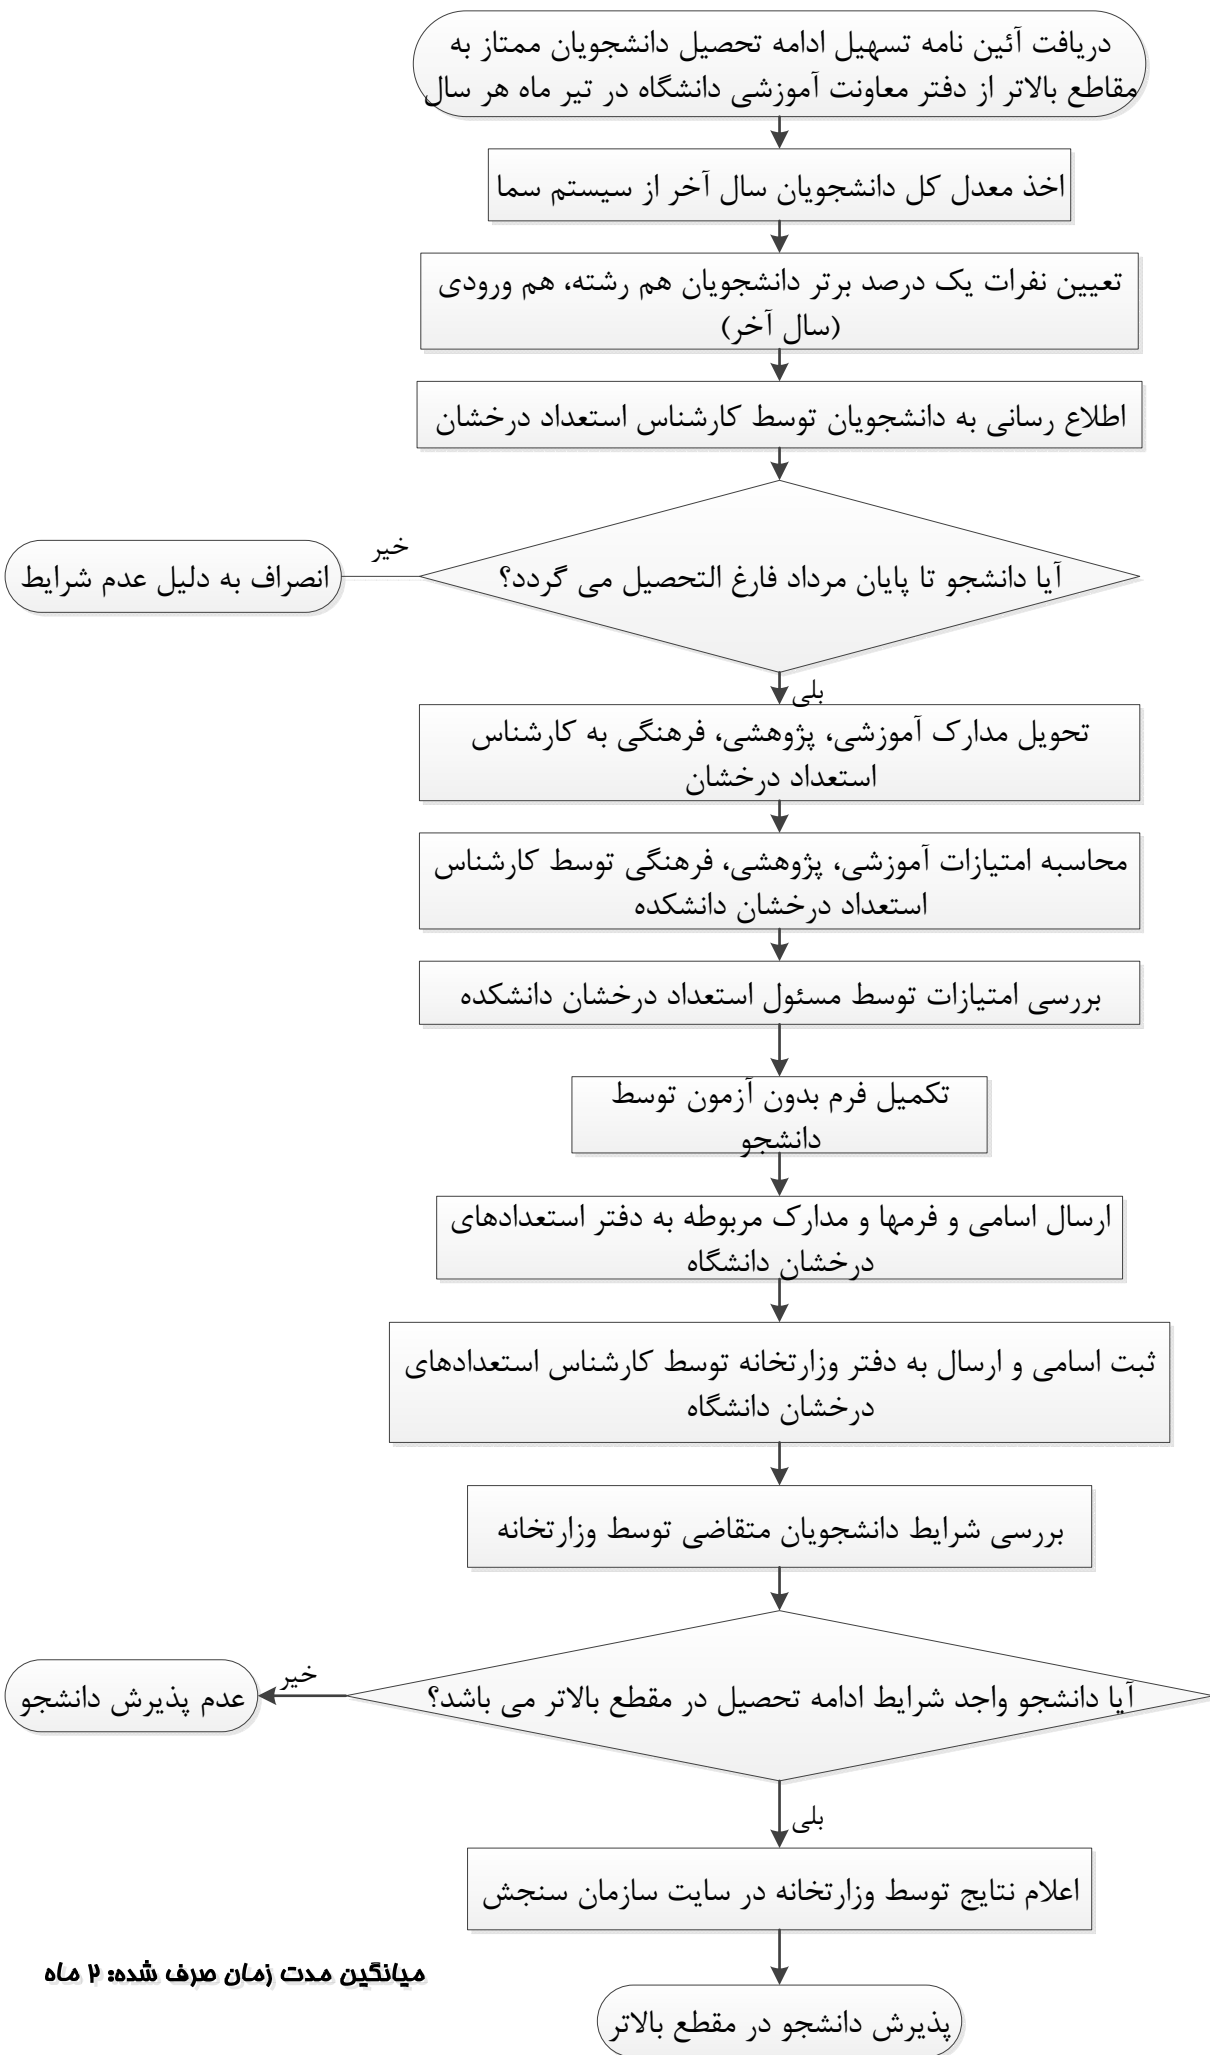 دریافت آئین نامه تسهیل ادامه تحصیل دانشجویان ممتاز به
مقاطع بالاتر از دفتر معاونت آموزشی دانشگاه در تیر ماه هر سال
اخذ معدل کل دانشجویان سال آخر از سیستم سما
تعیین نفرات یک درصد برتر دانشجویان هم رشته، هم ورودی
(سال آخر)
اطلاع رسانی به دانشجویان توسط کارشناس استعداد درخشان
آیا دانشجو تا پایان مرداد فارغ التحصیل می گردد؟
خیر
انصراف به دلیل عدم شرایط
بلی
تحویل مدارک آموزشی، پژوهشی، فرهنگی به کارشناس
استعداد درخشان
محاسبه امتیازات آموزشی، پژوهشی، فرهنگی توسط کارشناس
استعداد درخشان دانشکده
بررسی امتیازات توسط مسئول استعداد درخشان دانشکده
تکمیل فرم بدون آزمون توسط
دانشجو
ارسال اسامی و فرمها و مدارک مربوطه به دفتر استعدادهای
درخشان دانشگاه
ثبت اسامی و ارسال به دفتر وزارتخانه توسط کارشناس استعدادهای
درخشان دانشگاه
بررسی شرایط دانشجویان متقاضی توسط وزارتخانه
آیا دانشجو واجد شرایط ادامه تحصیل در مقطع بالاتر می باشد؟
خیر
عدم پذیرش دانشجو
بلی
اعلام نتایج توسط وزارتخانه در سایت سازمان سنجش
میانگین مدت زمان صرف شده: ۲ ماه
پذیرش دانشجو در مقطع بالاتر